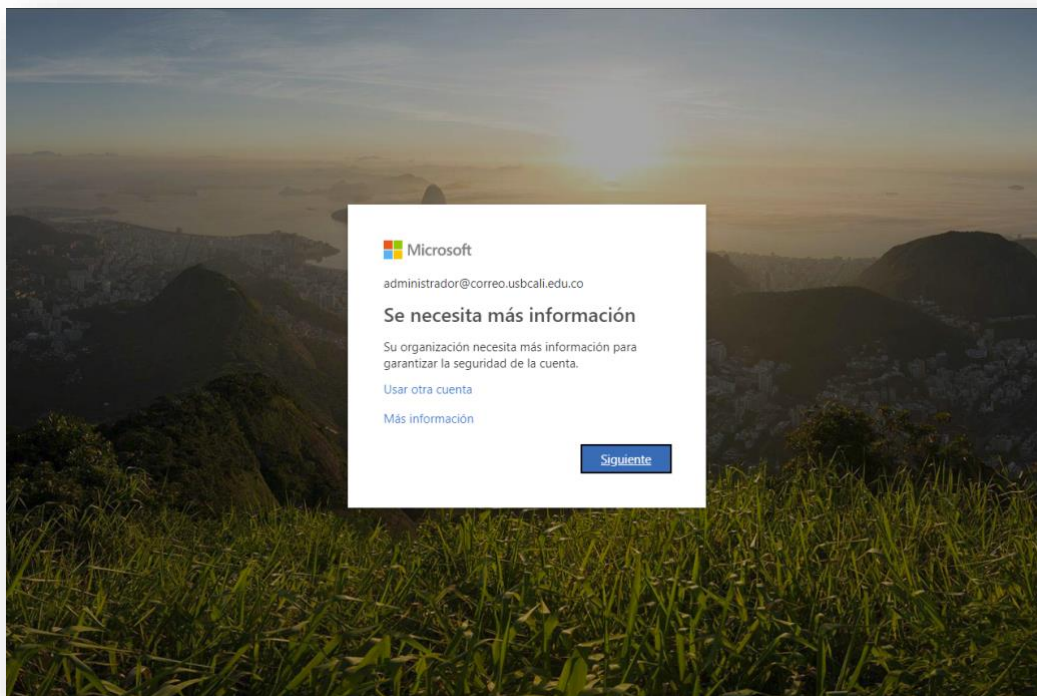 Microsoft
administrador@correo.usbcali.edu.co
Se necesita más información
Su organización necesita más información para
garantizar la seguridad de la cuenta.
Usar otra cuenta
Más información
Siguiente